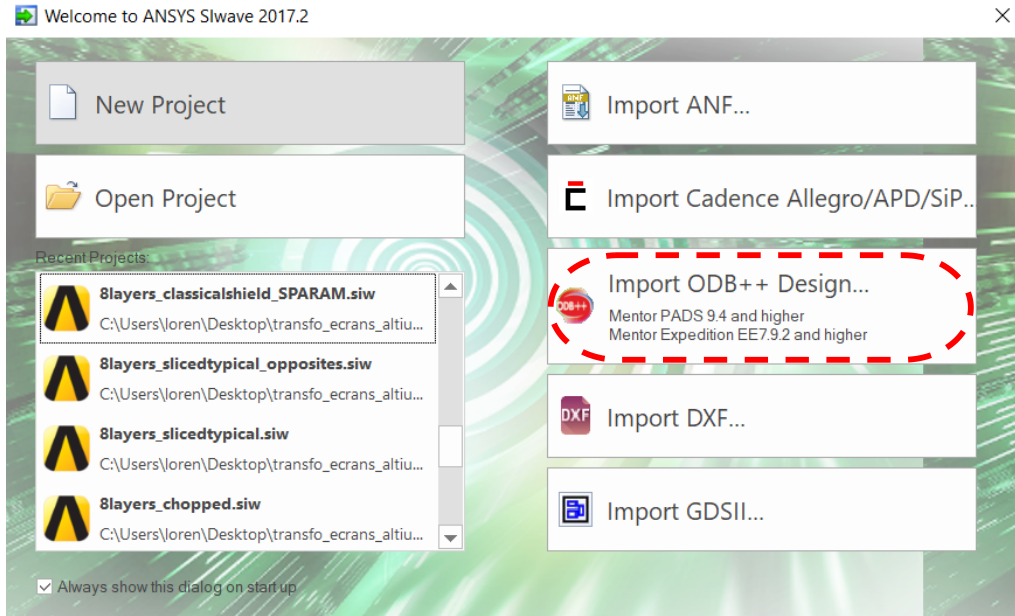 Welcome to ANSYS SIwave 2017.2
New Project
Open Project
Recent Projects:
8layers_classicalshield_SPARAM.siw
C:\Users\loren\Desktop\transfo_ecrans_altiu...
8layers_slicedtypical_opposites.siw
C:\Users\loren\Desktop\transfo_ecrans_altiu...
8layers_slicedtypical.siw
C:\Users\loren\Desktop\transfo_ecrans_altiu...
8layers_chopped.siw
C:\Users\loren\Desktop\transfo_ecrans_altiu...
Always show this dialog on start up
ANF
Import ANF...
Import Cadence Allegro/APD/SiP...
ODB++
Import ODB++ Design...
Mentor PADS 9.4 and higher
Mentor Expedition EE7.9.2 and higher
DXF
Import DXF...
Import GDSII...